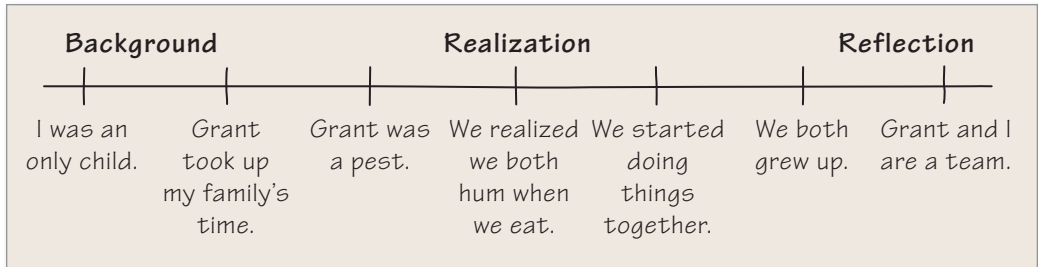 Background Realization Reflection
I was an only child.
Grant took up my family's time.
Grant was a pest.
We realized we both hum when we eat.
We started doing things together.
We both grew up.
Grant and I are a team.